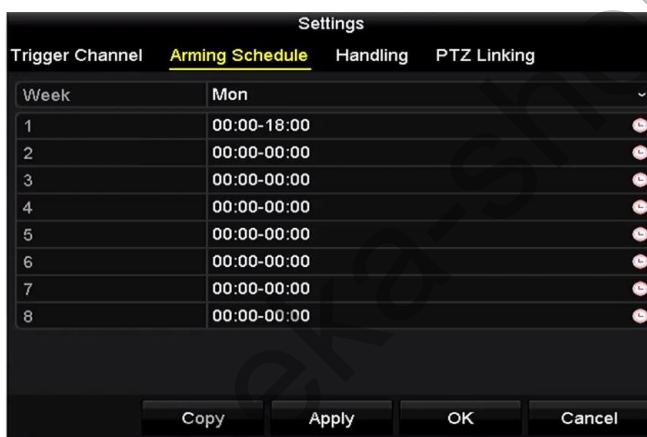 Settings
Trigger Channel Arming Schedule Handling PTZ Linking
Week Mon
1 00:00-18:00
2 00:00-00:00
3 00:00-00:00
4 00:00-00:00
5 00:00-00:00
6 00:00-00:00
7 00:00-00:00
8 00:00-00:00
Copy Apply OK Cancel